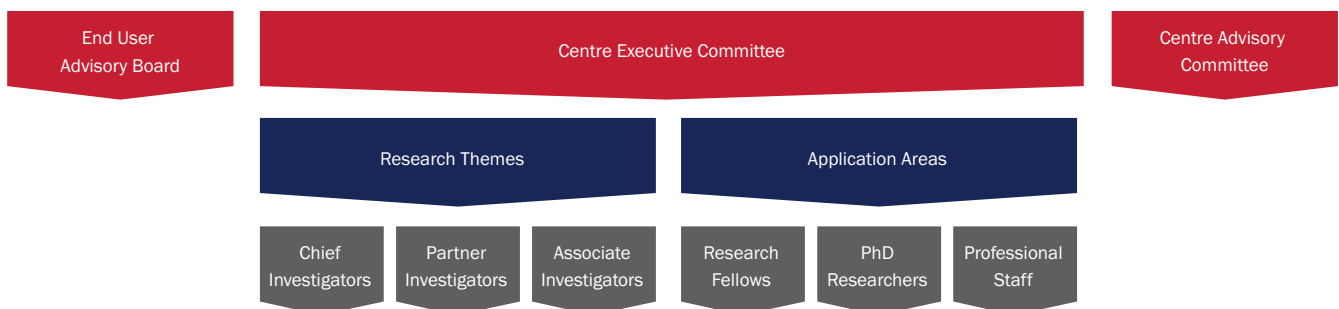 End User
Advisory Board
Centre Executive Committee
Centre Advisory
Committee
Research Themes
Application Areas
Chief
Investigators
Partner
Investigators
Associate
Investigators
Research
Fellows
PhD
Researchers
Professional
Staff